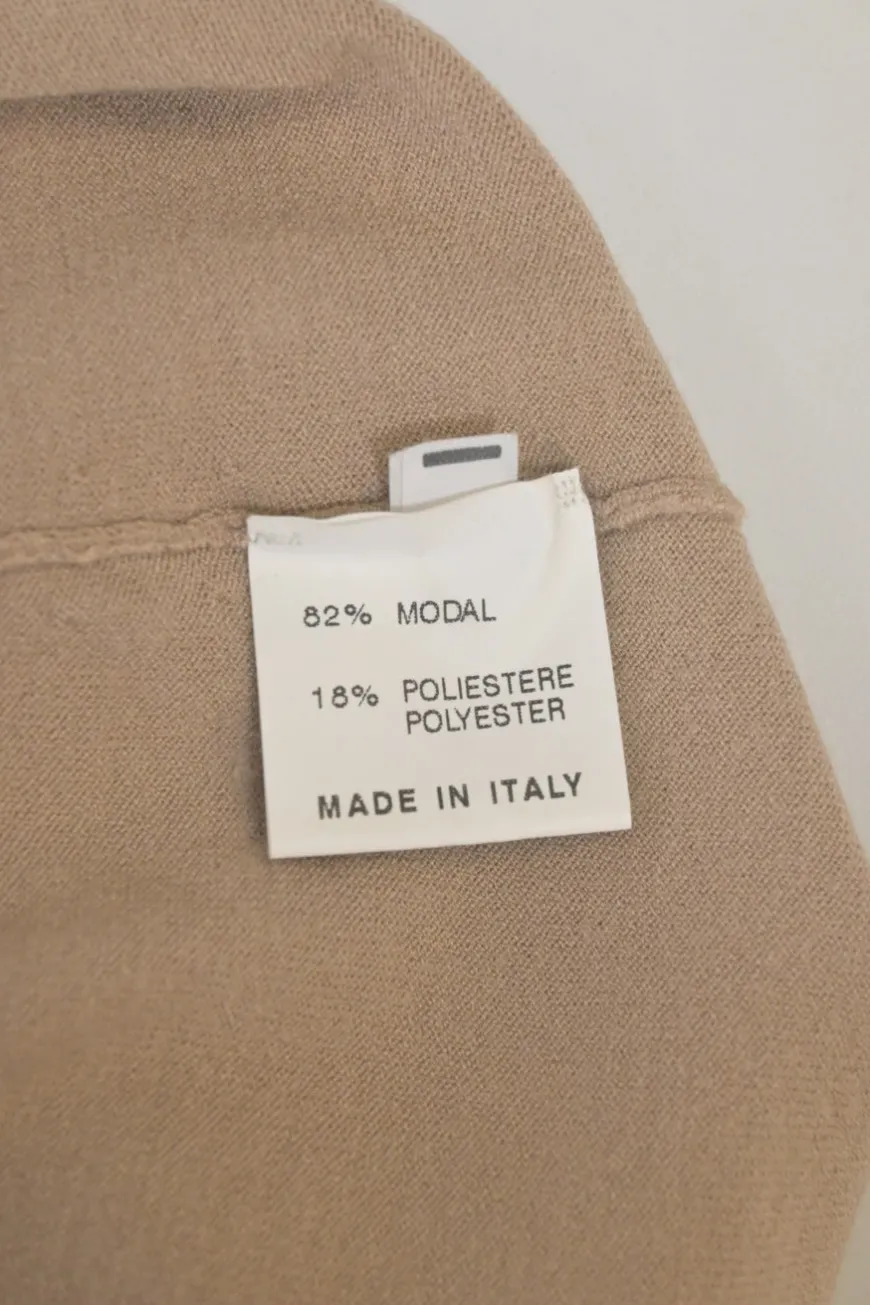 82% MODAL
18% POLIESTERE
POLYESTER
MADE IN ITALY